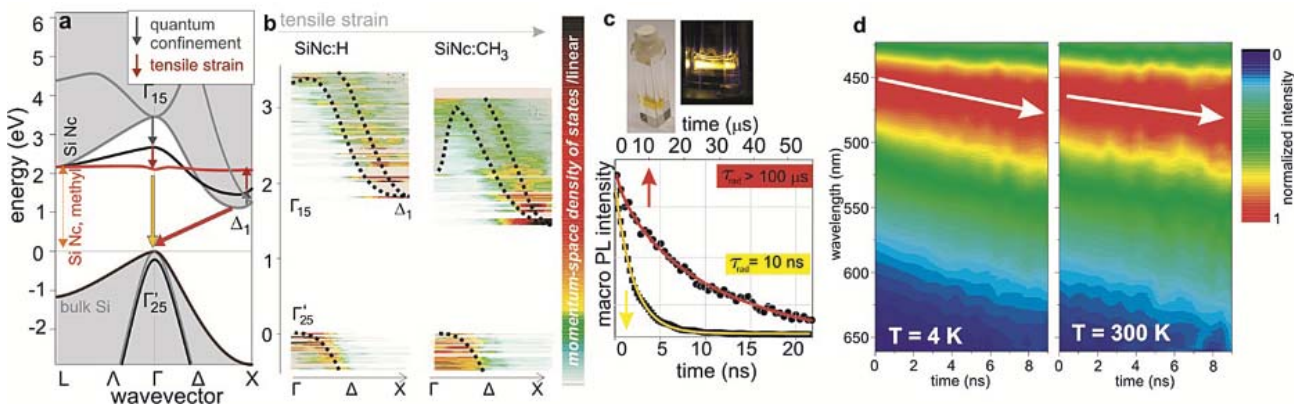 a
6
5
4
3
2
1
0
-1
-2
energy (eV)
quantum
confinement
tensile strain
Γ15
Si Nc
Si Nc, methyl
Δ1
bulk Si
Γ'25
L Λ Γ Δ X
wavevector
b
tensile strain
SiNc:H SiNc:CH3
3
2
Γ15 Δ1
Γ'25
0
Γ Δ X Γ Δ X
momentum-space density of states /linear
c
time (μs)
0 10 20 30 40 50
τrad > 100 μs
τrad = 10 ns
macro PL intensity
0 5 10 15 20
time (ns)
d
wavelength (nm)
450
500
550
600
650
T = 4 K T = 300 K
0 2 4 6 8 0 2 4 6 8
time (ns) time (ns)
0
normalized intensity
1